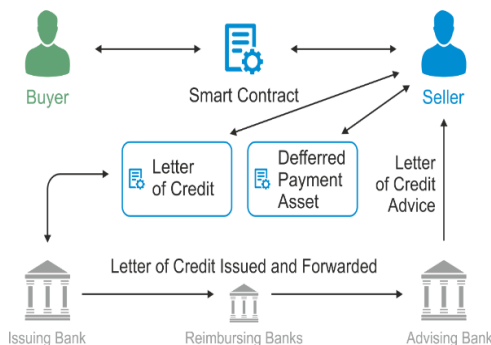 Buyer
Smart Contract
Seller
Letter
of Credit
Defferred
Payment
Asset
Letter
of Credit
Advice
Letter of Credit Issued and Forwarded
Issuing Bank
Reimbursing Banks
Advising Bank